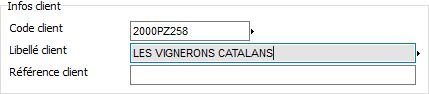 Infos client
Code client 2000PZ258
Libellé client LES VIGNERONS CATALANS
Référence client